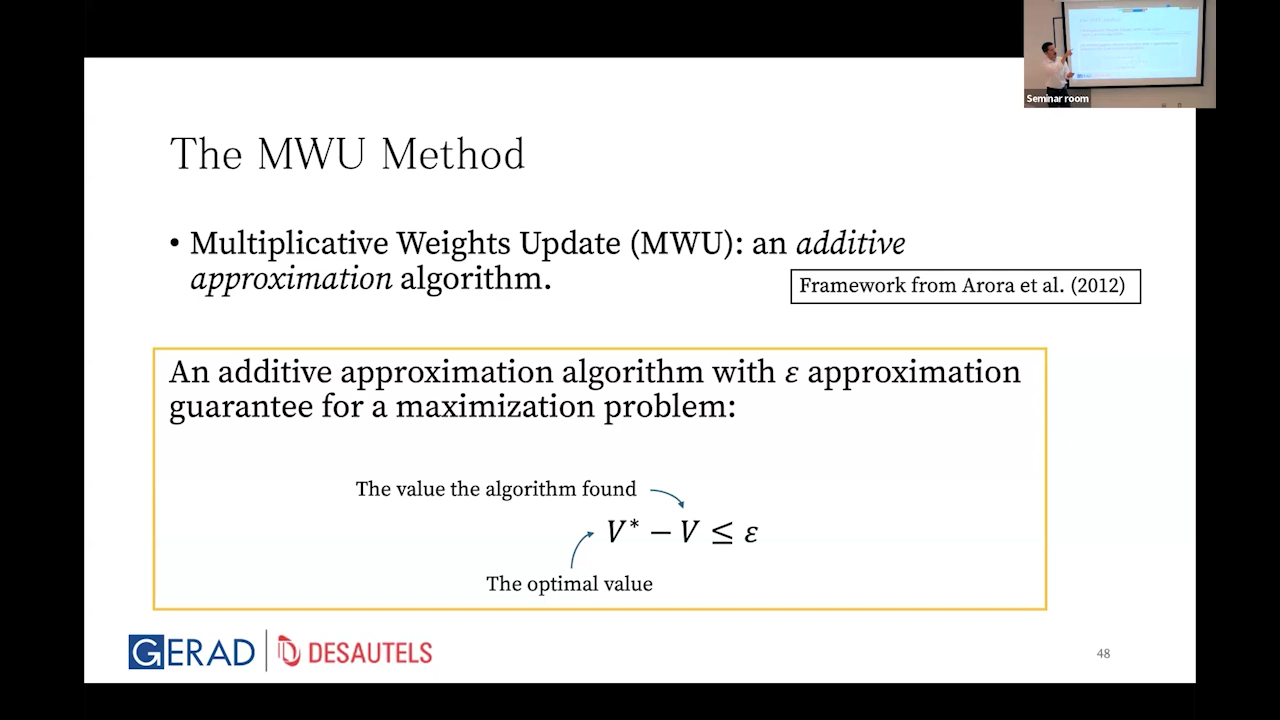 Seminar room
The MWU Method
• Multiplicative Weights Update (MWU): an additive
approximation algorithm.
Framework from Arora et al. (2012)
An additive approximation algorithm with ε approximation
guarantee for a maximization problem:
The value the algorithm found
V* − V ≤ ε
The optimal value
GERAD
DESAUTELS
48